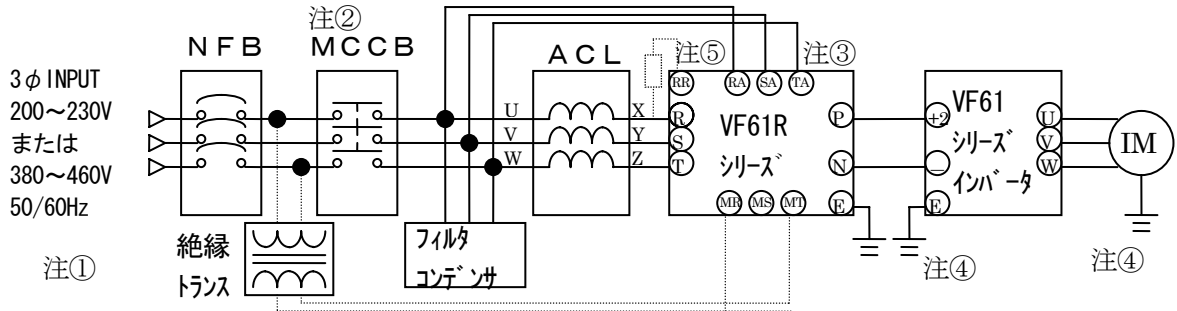 注②
NFB
MCCB
ACL
注⑤
注③
3φ INPUT
200~230V
または
380~460V
50/60Hz
注①
U
V
W
X
Y
Z
RR
RA
SA
TA
R
S
T
VF61R
シリーズ
P
N
E
MR
MS
MT
+2
−
E
VF61
シリーズ
インバータ
U
V
W
IM
注④
注④
絶縁
トランス
フィルタ
コンデンサ